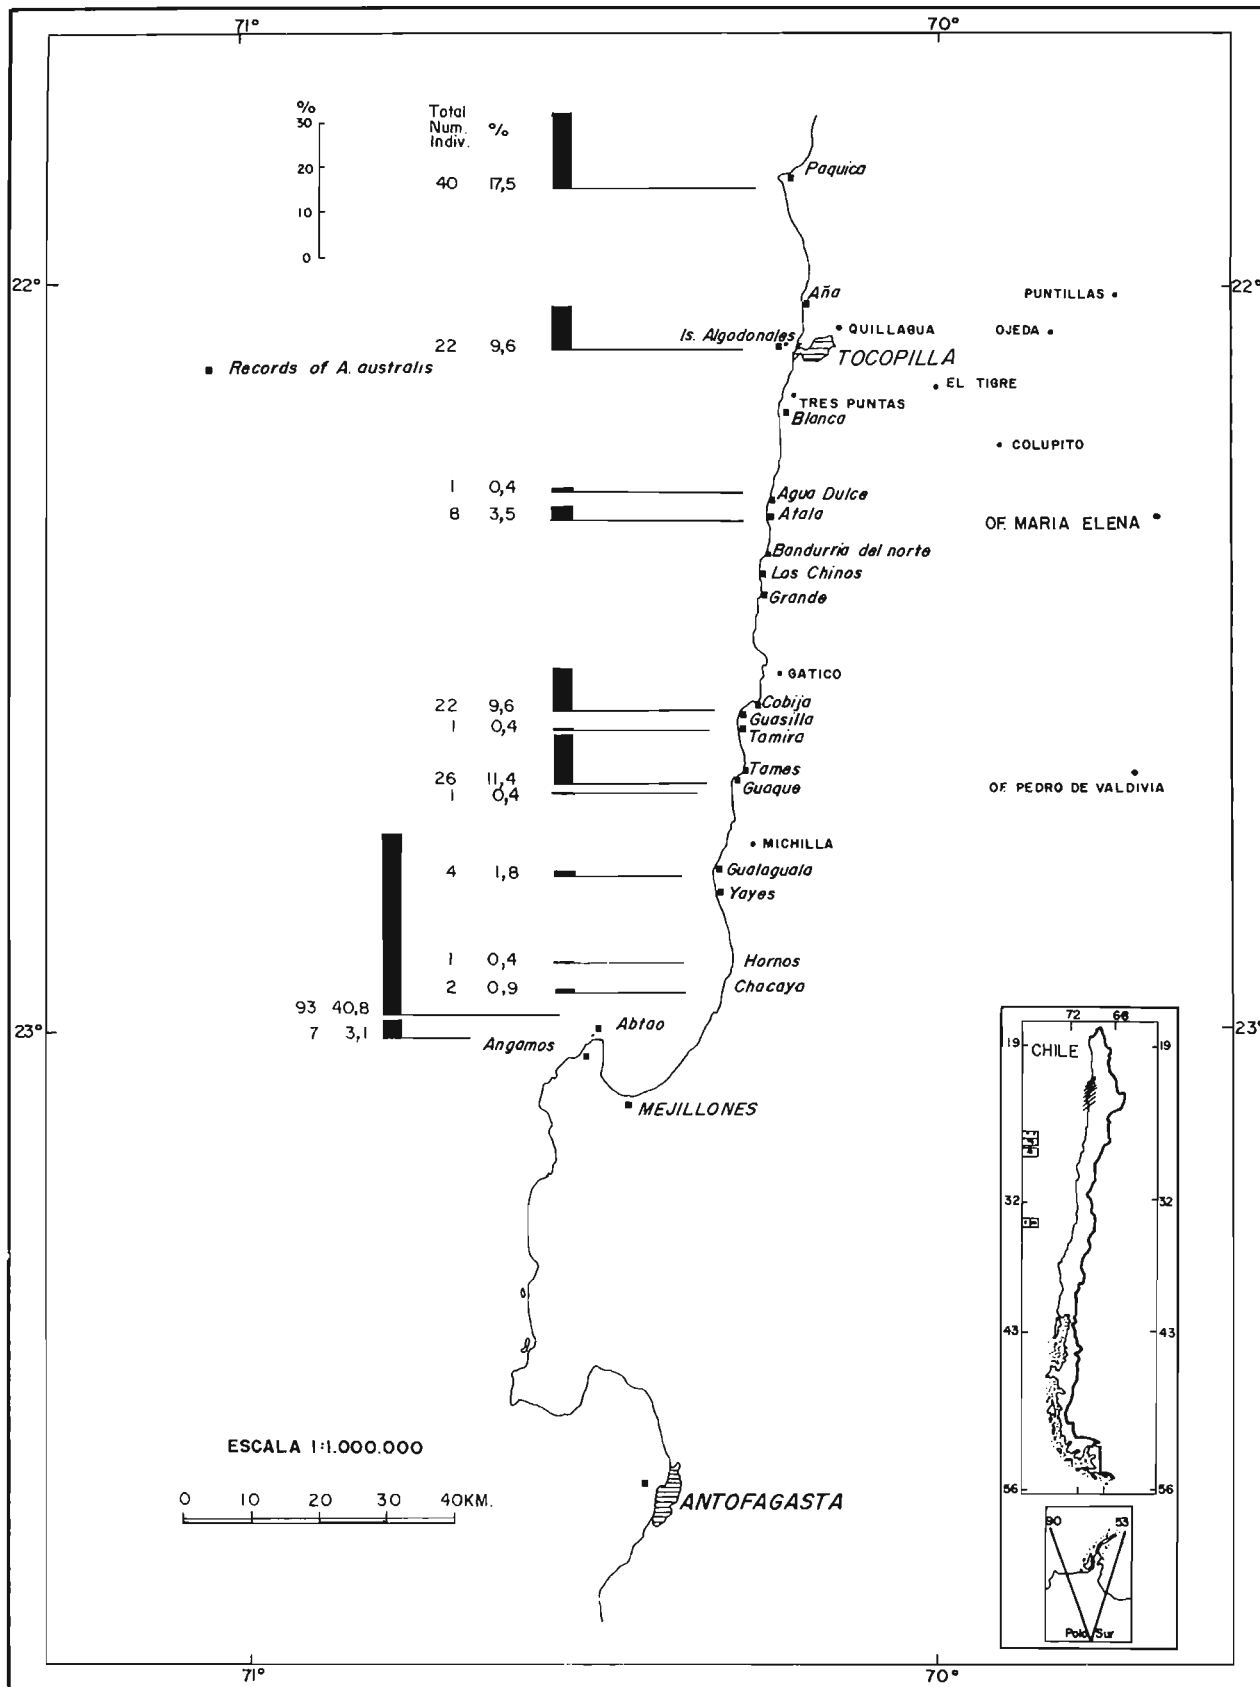 71° 70°
%
30
20
10
0
Total
Num.
Indiv.
%
40 17,5
Paquica
22° 22°
Aña
PUNTILLAS
Is. Algodonales
QUILLAGUA
OJEDA
22 9,6
TOCOPILLA
Records of A. australis
EL TIGRE
TRES PUNTAS
Blanca
COLUPITO
1 0,4
Agua Dulce
8 3,5
Atala
OF. MARIA ELENA
Bandurria del norte
Los Chinos
Grande
GATICO
22 9,6
Cobija
Guasilla
1 0,4
Tamira
Tames
26 11,4
Guaque
1 0,4
OF. PEDRO DE VALDIVIA
MICHILLA
4 1,8
Gualaguala
Yayes
1 0,4
Hornos
2 0,9
Chacaya
93 40,8
7 3,1
Abtao
Angamos
23° 23°
MEJILLONES
72 66
19 CHILE 19
32 32
43 43
56 56
90 53
Polo Sur
ESCALA 1:1.000.000
0 10 20 30 40KM.
ANTOFAGASTA
71° 70°